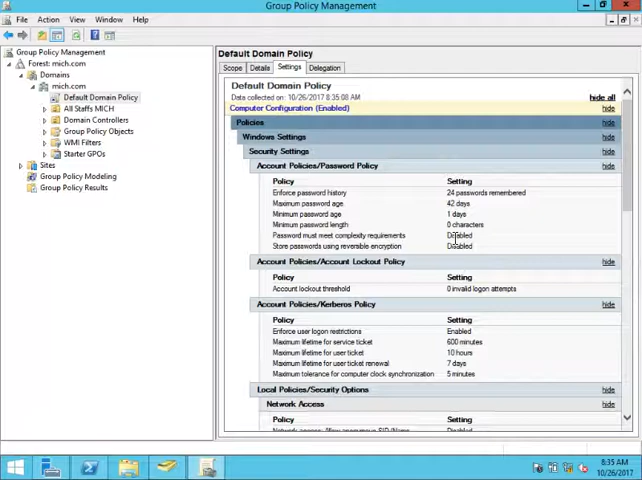 Group Policy Management
File Action View Window Help
Group Policy Management
Forest: mich.com
Domains
mich.com
Default Domain Policy
All Staffs MICH
Domain Controllers
Group Policy Objects
WMI Filters
Starter GPOs
Sites
Group Policy Modeling
Group Policy Results
Default Domain Policy
Scope Details Settings Delegation
Default Domain Policy
Data collected on: 10/26/2017 8:35:08 AM hide all
Computer Configuration (Enabled) hide
Policies hide
Windows Settings hide
Security Settings hide
Account Policies/Password Policy hide
Policy Setting
Enforce password history 24 passwords remembered
Maximum password age 42 days
Minimum password age 1 days
Minimum password length 0 characters
Password must meet complexity requirements Disabled
Store passwords using reversible encryption Disabled
Account Policies/Account Lockout Policy hide
Policy Setting
Account lockout threshold 0 invalid logon attempts
Account Policies/Kerberos Policy hide
Policy Setting
Enforce user logon restrictions Enabled
Maximum lifetime for service ticket 600 minutes
Maximum lifetime for user ticket 10 hours
Maximum lifetime for user ticket renewal 7 days
Maximum tolerance for computer clock synchronization 5 minutes
Local Policies/Security Options hide
Network Access hide
Policy Setting
Network access: Allow anonymous SID/Name Disabled
8:35 AM
10/26/2017